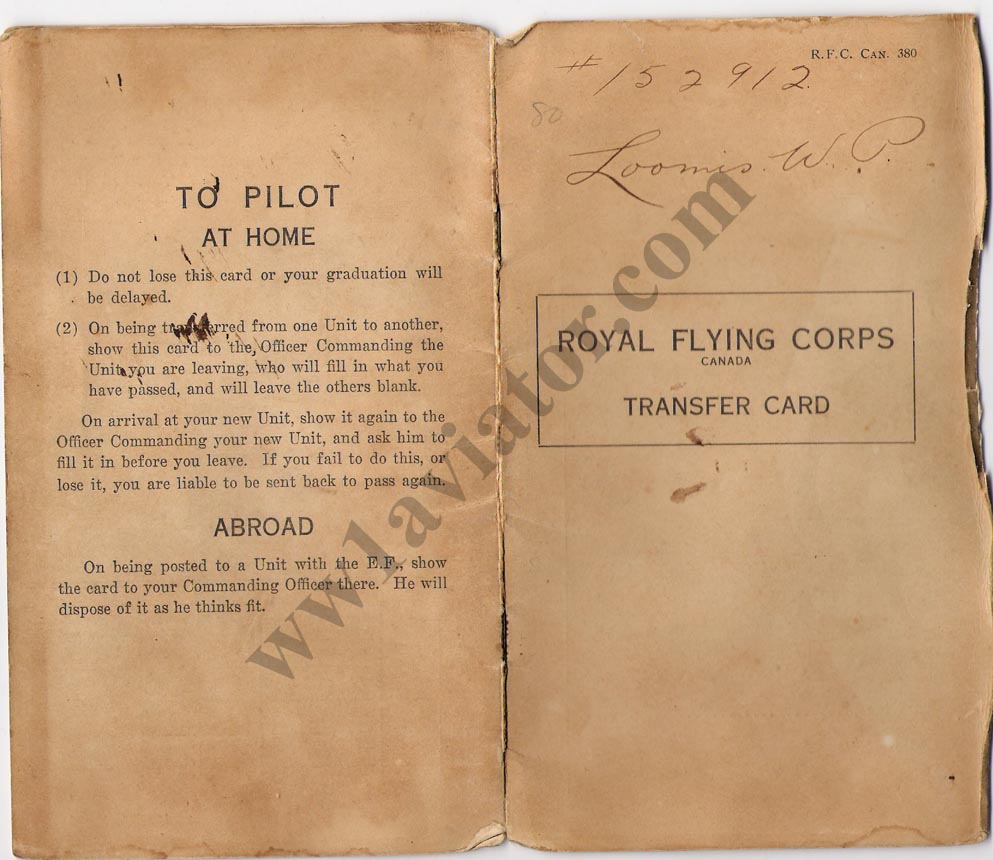 TO PILOT
AT HOME
(1) Do not lose this card or your graduation will
be delayed.
(2) On being transferred from one Unit to another,
show this card to the Officer Commanding the
Unit you are leaving, who will fill in what you
have passed, and will leave the others blank.
On arrival at your new Unit, show it again to the
Officer Commanding your new Unit, and ask him to
fill it in before you leave. If you fail to do this, or
lose it, you are liable to be sent back to pass again.
ABROAD
On being posted to a Unit with the E.F., show
the card to your Commanding Officer there. He will
dispose of it as he thinks fit.
R.F.C. CAN. 380
#152912
80
Loomis. W. P.
ROYAL FLYING CORPS
CANADA
TRANSFER CARD
www.1aviator.com